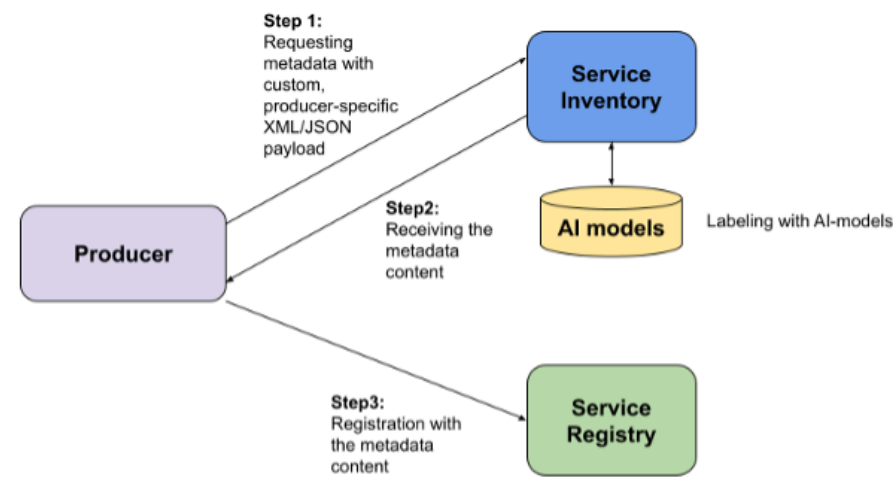 Step 1:
Requesting
metadata with
custom,
producer-specific
XML/JSON
payload
Service
Inventory
Step2:
Receiving the
metadata
content
AI models
Labeling with AI-models
Producer
Step3:
Registration with
the metadata
content
Service
Registry